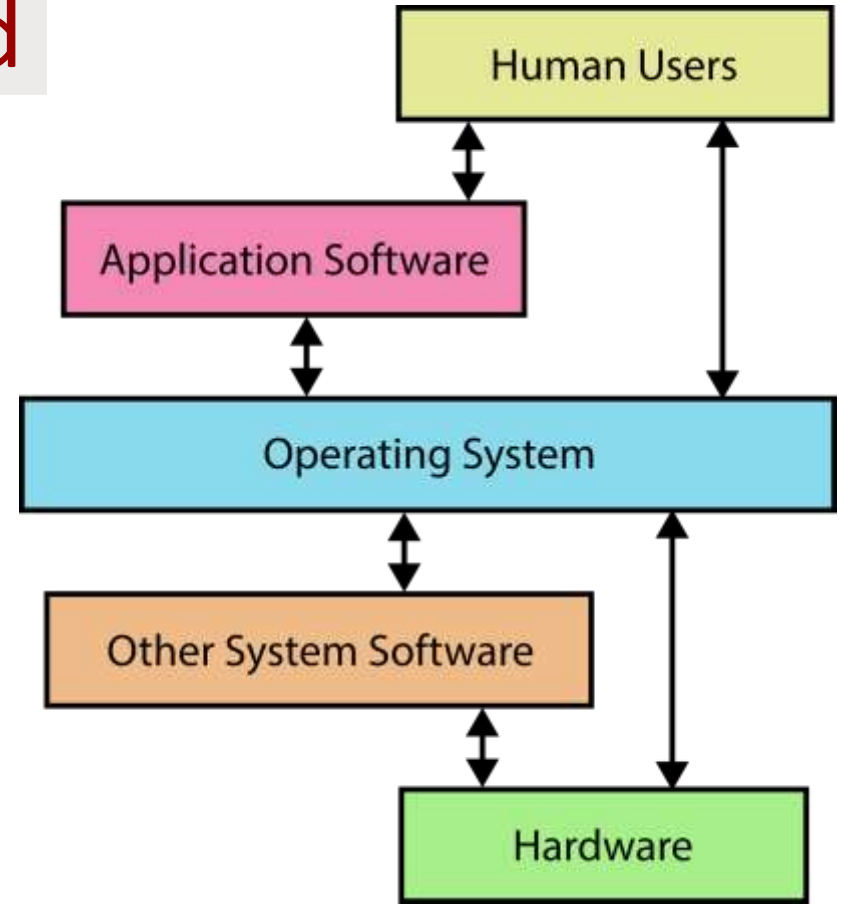 d
Human Users
Application Software
Operating System
Other System Software
Hardware